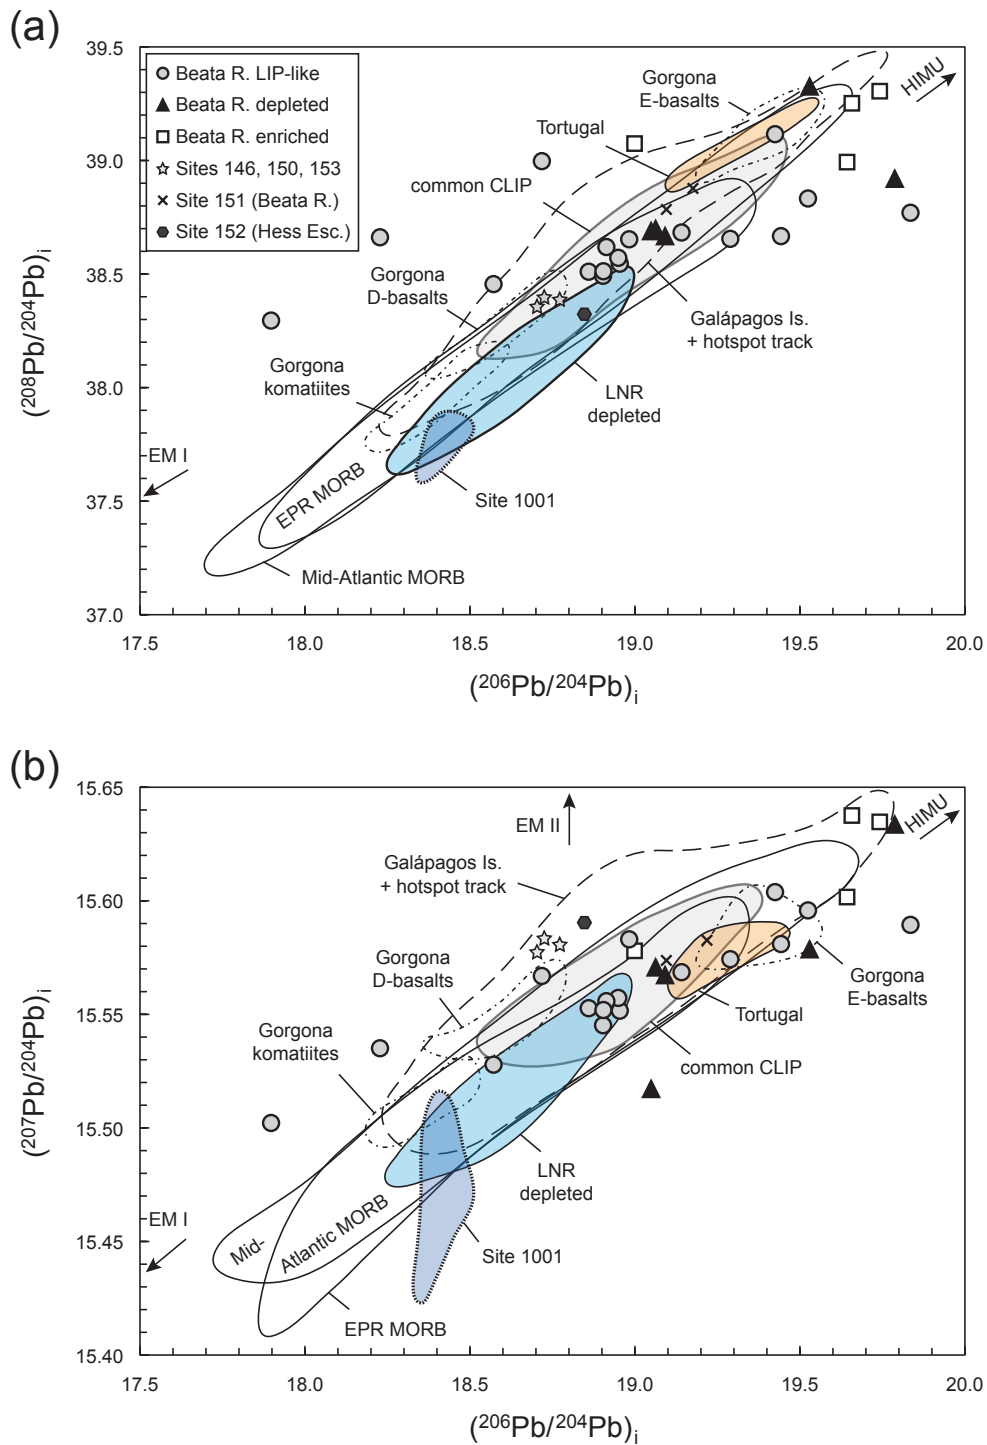 (a)
39.5
39.0
38.5
38.0
37.5
37.0
(²⁰⁸Pb/²⁰⁴Pb)ᵢ
Beata R. LIP-like
Beata R. depleted
Beata R. enriched
Sites 146, 150, 153
Site 151 (Beata R.)
Site 152 (Hess Esc.)
Gorgona
E-basalts
HIMU
Tortugal
common CLIP
Gorgona
D-basalts
Galápagos Is.
+ hotspot track
Gorgona
komatiites
LNR
depleted
EM I
EPR MORB
Site 1001
Mid-Atlantic MORB
17.5
18.0
18.5
19.0
19.5
20.0
(²⁰⁶Pb/²⁰⁴Pb)ᵢ
(b)
15.65
15.60
15.55
15.50
15.45
15.40
(²⁰⁷Pb/²⁰⁴Pb)ᵢ
EM II
HIMU
Galápagos Is.
+ hotspot track
Gorgona
D-basalts
Gorgona
E-basalts
Tortugal
Gorgona
komatiites
common CLIP
LNR
depleted
EM I
Mid-
Atlantic MORB
Site 1001
EPR MORB
17.5
18.0
18.5
19.0
19.5
20.0
(²⁰⁶Pb/²⁰⁴Pb)ᵢ